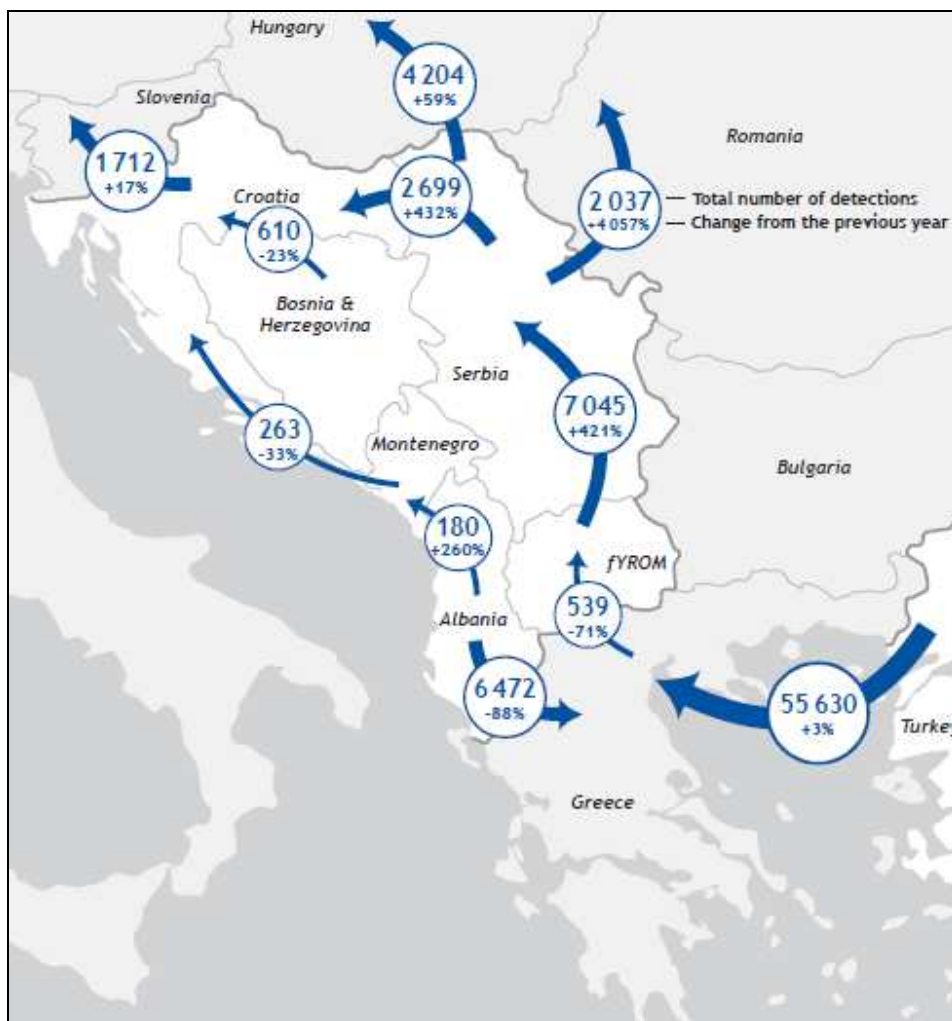 Hungary
4 204
+59%
Slovenia
1 712
+17%
Romania
2 037
+4 057%
Total number of detections
Change from the previous year
Croatia
2 699
+432%
610
-23%
Bosnia &
Herzegovina
Serbia
7 045
+421%
263
-33%
Montenegro
Bulgaria
180
+260%
fYROM
539
-71%
Albania
6 472
-88%
55 630
+3%
Turkey
Greece